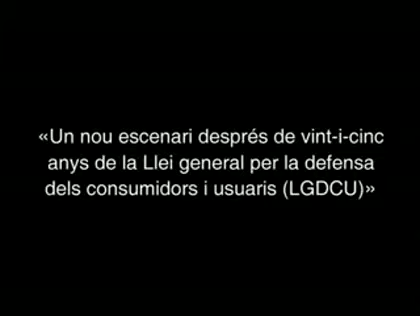 «Un nou escenari després de vint-i-cinc
anys de la Llei general per la defensa
dels consumidors i usuaris (LGDCU)»